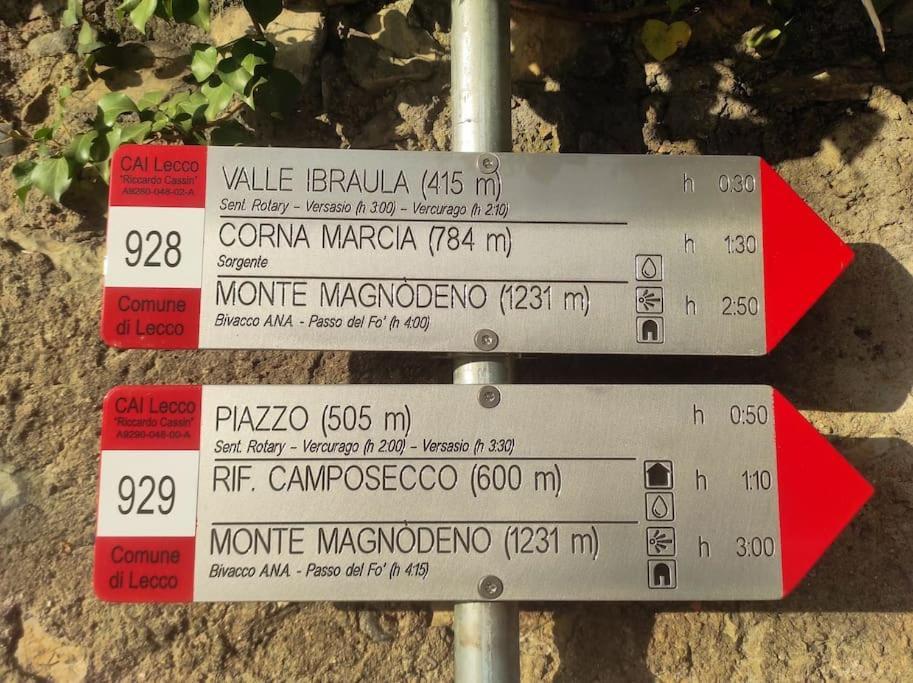 CAI Lecco
"Riccardo Cassin"
A9280-048-02-A
928
Comune
di Lecco
VALLE IBRAULA (415 m) h 0:30
Sent. Rotary – Versasio (h 3:00) – Vercurago (h 2:10)
CORNA MARCIA (784 m) h 1:30
Sorgente
MONTE MAGNÒDENO (1231 m) h 2:50
Bivacco A.N.A. - Passo del Fo' (h 4:00)
CAI Lecco
"Riccardo Cassin"
A9290-048-00-A
929
Comune
di Lecco
PIAZZO (505 m) h 0:50
Sent. Rotary – Vercurago (h 2:00) – Versasio (h 3:30)
RIF. CAMPOSECCO (600 m) h 1:10
MONTE MAGNÒDENO (1231 m) h 3:00
Bivacco A.N.A. - Passo del Fo' (h 4:15)